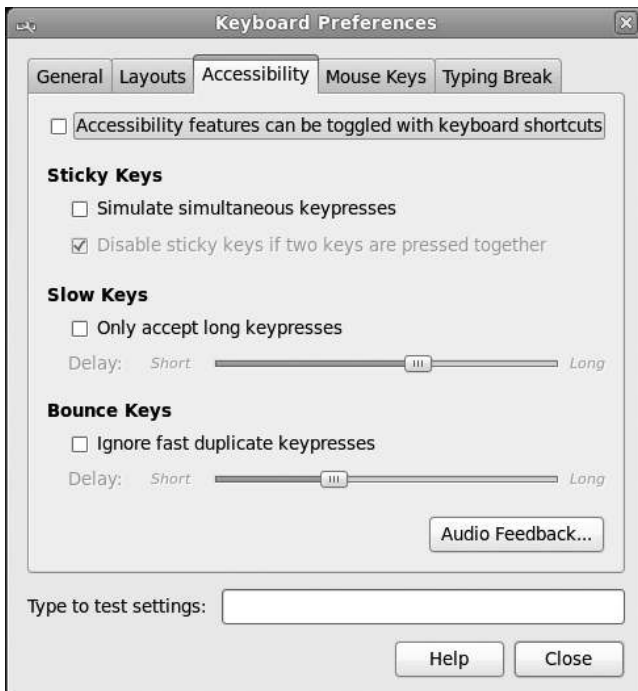 Keyboard Preferences
General Layouts Accessibility Mouse Keys Typing Break
Accessibility features can be toggled with keyboard shortcuts
Sticky Keys
Simulate simultaneous keypresses
Disable sticky keys if two keys are pressed together
Slow Keys
Only accept long keypresses
Delay: Short Long
Bounce Keys
Ignore fast duplicate keypresses
Delay: Short Long
Audio Feedback...
Type to test settings:
Help Close